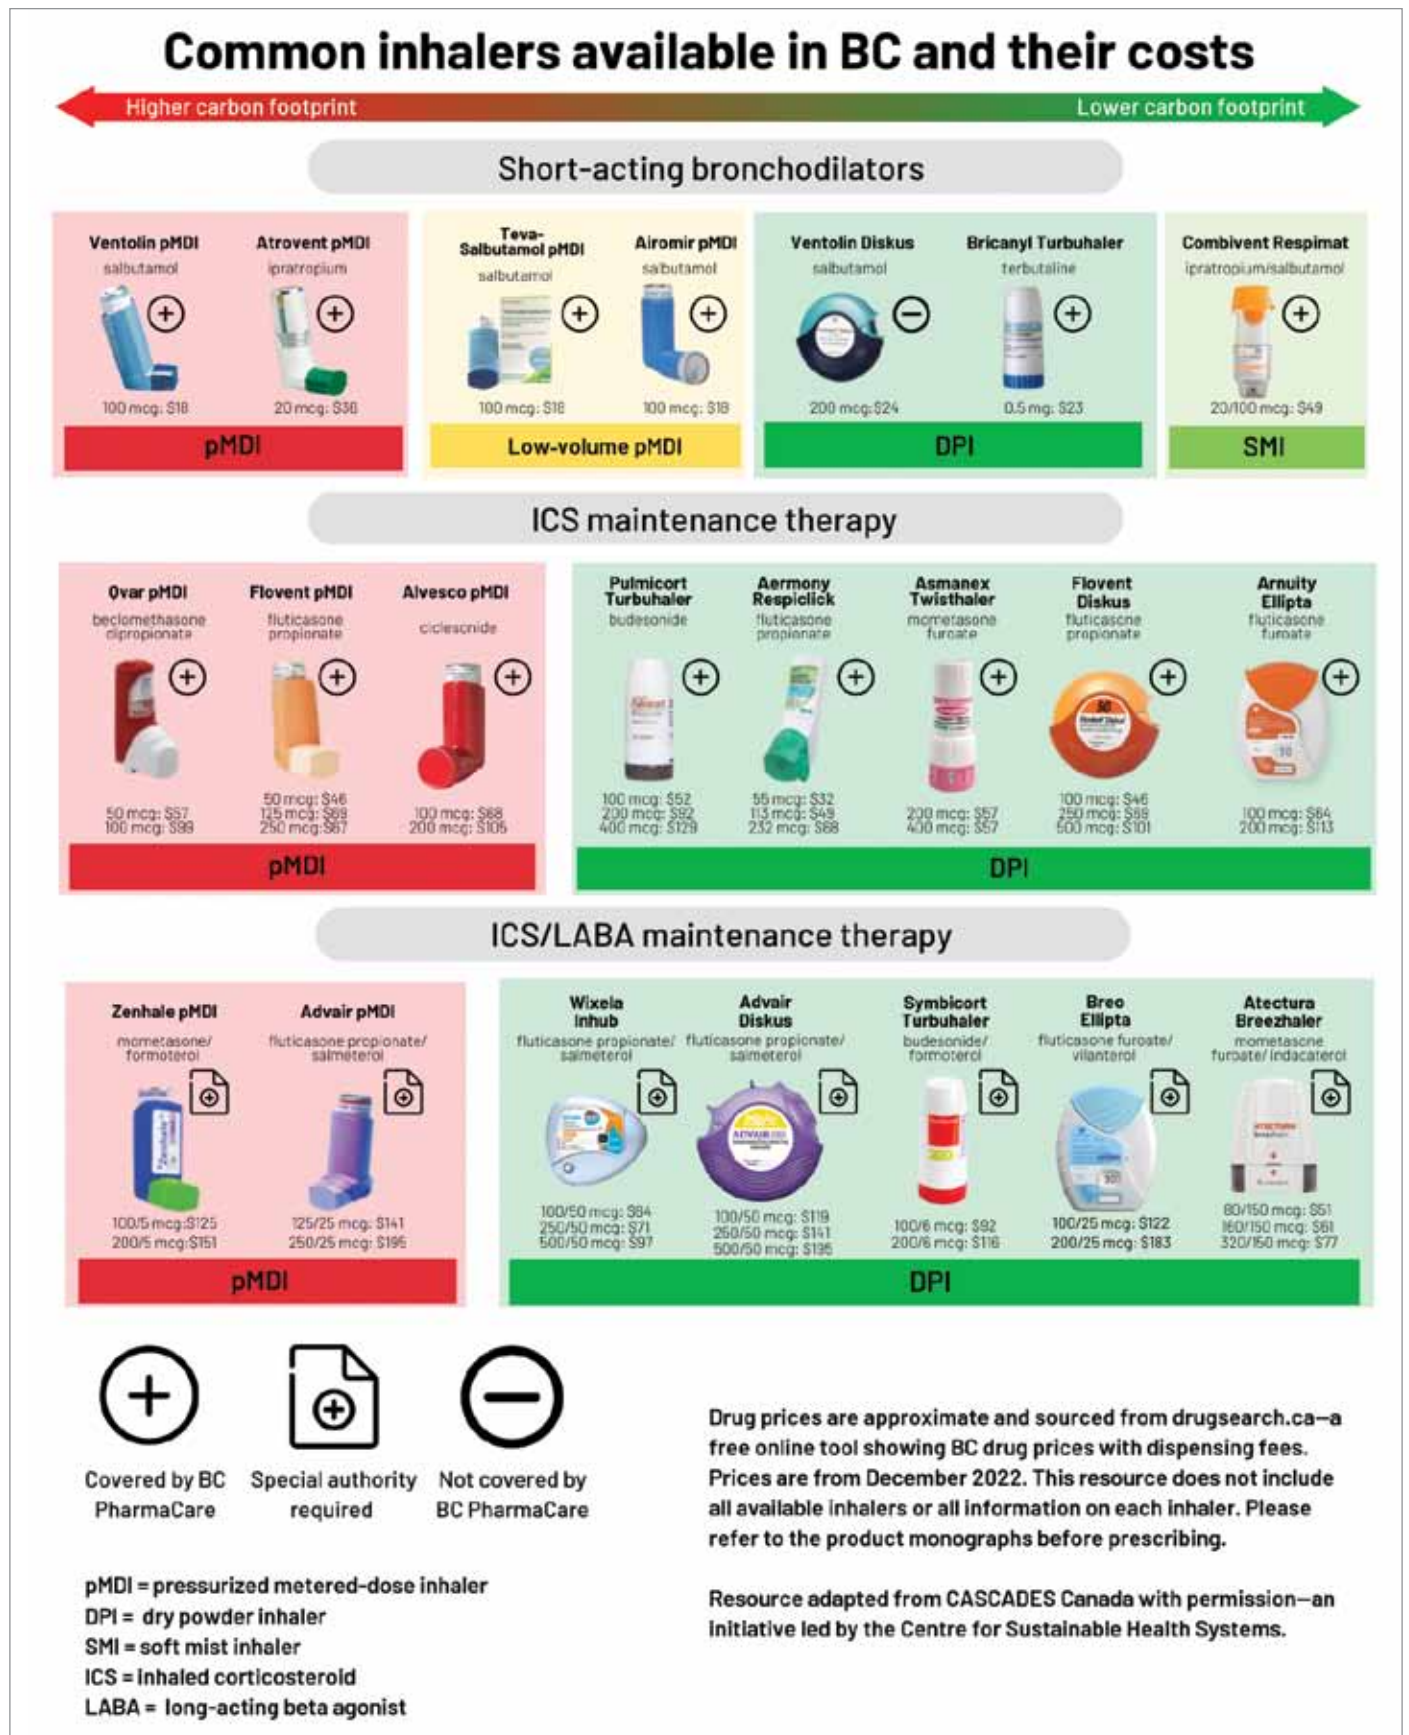 Common inhalers available in BC and their costs
Higher carbon footprint
Lower carbon footprint
Short-acting bronchodilators
Ventolin pMDI
salbutamol
100 mcg: $18
Atrovent pMDI
ipratropium
20 mcg: $36
pMDI
Teva-
Salbutamol pMDI
salbutamol
100 mcg: $18
Airomir pMDI
salbutamol
100 mcg: $18
Low-volume pMDI
Ventolin Diskus
salbutamol
200 mcg:$24
Bricanyl Turbuhaler
terbutaline
0.5 mg: $23
DPI
Combivent Respimat
ipratropium/salbutamol
20/100 mcg: $49
SMI
ICS maintenance therapy
Qvar pMDI
beclomethasone
dipropionate
50 mcg: $57
100 mcg: $99
Flovent pMDI
fluticasone
propionate
50 mcg: $46
125 mcg: $69
250 mcg: $67
Alvesco pMDI
ciclesonide
100 mcg: $68
200 mcg: $105
pMDI
Pulmicort
Turbuhaler
budesonide
100 mcg: $52
200 mcg: $92
400 mcg: $129
Aermony
Respiclick
fluticasone
propionate
55 mcg: $32
113 mcg: $49
232 mcg: $68
Asmanex
Twisthaler
mometasone
furoate
200 mcg: $57
400 mcg: $57
Flovent
Diskus
fluticasone
propionate
100 mcg: $46
250 mcg: $69
500 mcg: $101
Arnuity
Ellipta
fluticasone
furoate
100 mcg: $64
200 mcg: $113
DPI
ICS/LABA maintenance therapy
Zenhale pMDI
mometasone/
formoterol
Zenhale
100/5 mcg:$125
200/5 mcg:$151
Advair pMDI
fluticasone propionate/
salmeterol
125/25 mcg: $141
250/25 mcg: $195
pMDI
Wixela
Inhub
fluticasone propionate/
salmeterol
100/50 mcg: $64
250/50 mcg: $71
500/50 mcg: $97
Advair
Diskus
fluticasone propionate/
salmeterol
ADVAIR
100/50 mcg: $119
250/50 mcg: $141
500/50 mcg: $195
Symbicort
Turbuhaler
budesonide/
formoterol
100/6 mcg: $92
200/6 mcg: $116
Breo
Ellipta
fluticasone furoate/
vilanterol
100/25 mcg: $122
200/25 mcg: $183
Atectura
Breezhaler
mometasone
furoate/ indacaterol
80/150 mcg: $51
160/150 mcg: $61
320/150 mcg: $77
DPI
Covered by BC
PharmaCare
Special authority
required
Not covered by
BC PharmaCare
pMDI = pressurized metered-dose inhaler
DPI = dry powder inhaler
SMI = soft mist inhaler
ICS = inhaled corticosteroid
LABA = long-acting beta agonist
Drug prices are approximate and sourced from drugsearch.ca—a
free online tool showing BC drug prices with dispensing fees.
Prices are from December 2022. This resource does not include
all available inhalers or all information on each inhaler. Please
refer to the product monographs before prescribing.
Resource adapted from CASCADES Canada with permission—an
initiative led by the Centre for Sustainable Health Systems.